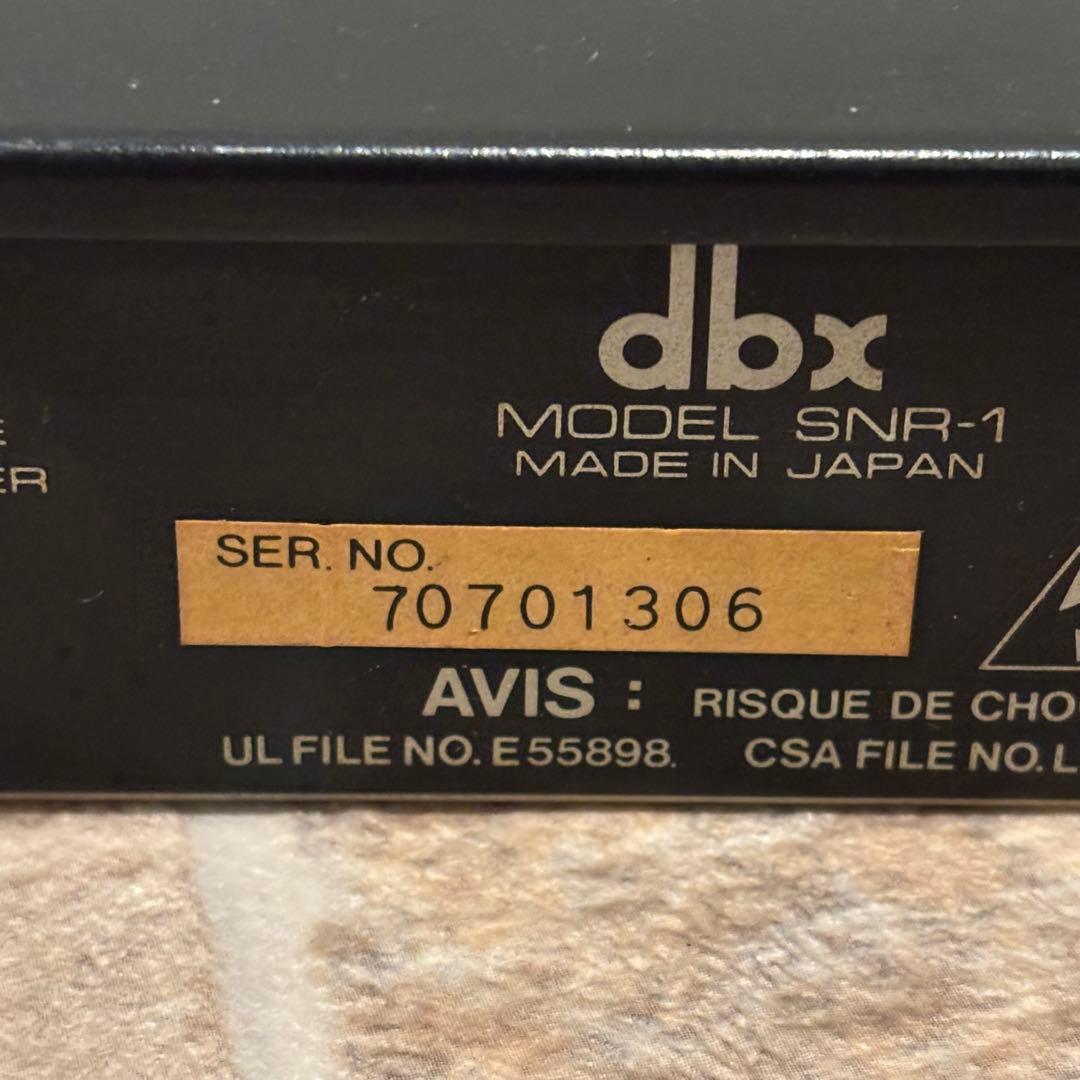 dbx
MODEL SNR-1
MADE IN JAPAN
SER. NO.
70701306
AVIS : RISQUE DE
UL FILE NO. E55898. CSA FILE NO.